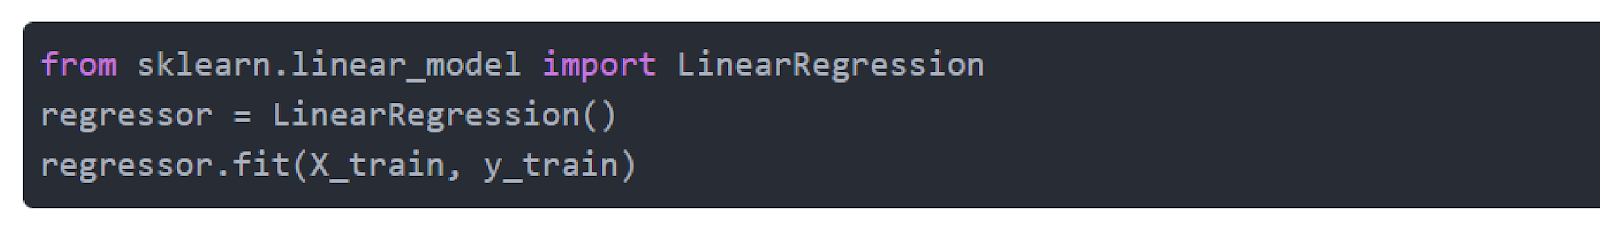 from sklearn.linear_model import LinearRegression
regressor = LinearRegression()
regressor.fit(X_train, y_train)